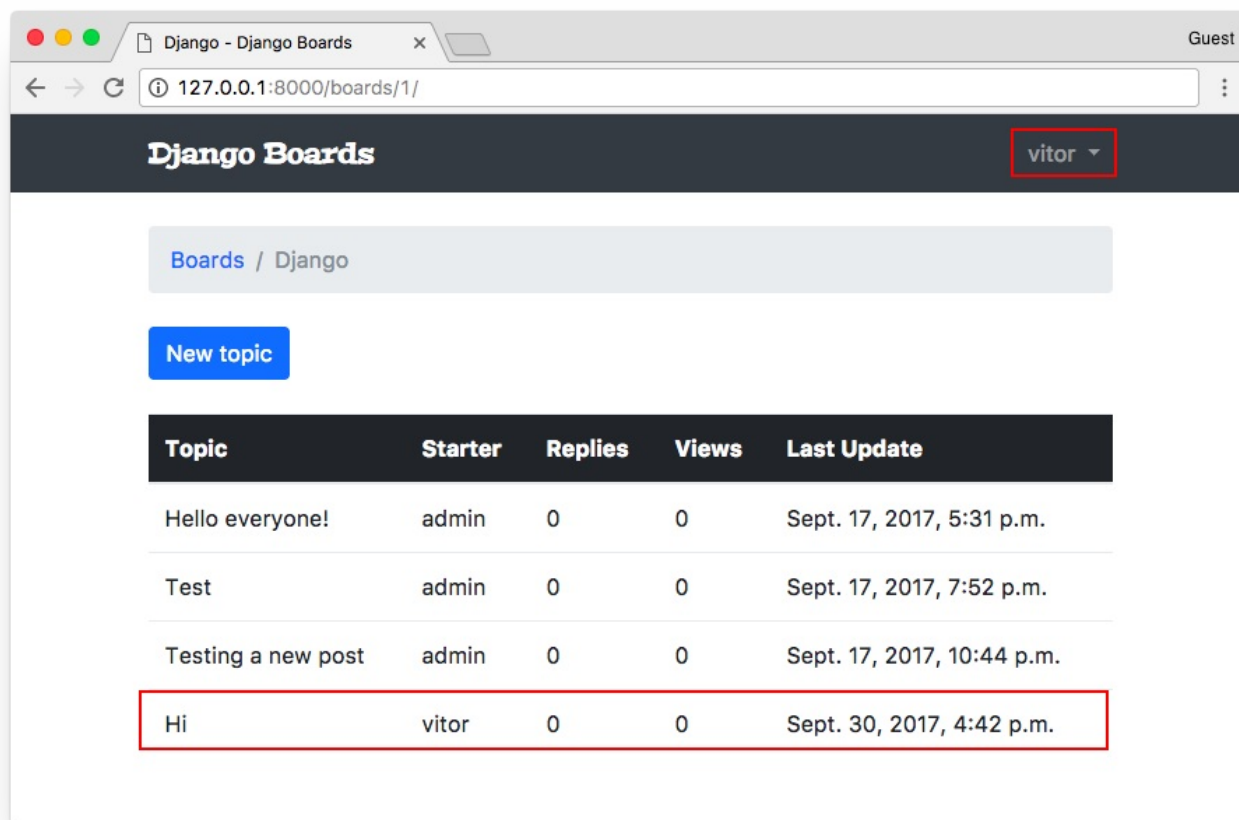 Django - Django Boards
Guest
127.0.0.1:8000/boards/1/
Django Boards
vitor
Boards / Django
New topic
Topic Starter Replies Views Last Update
Hello everyone! admin 0 0 Sept. 17, 2017, 5:31 p.m.
Test admin 0 0 Sept. 17, 2017, 7:52 p.m.
Testing a new post admin 0 0 Sept. 17, 2017, 10:44 p.m.
Hi vitor 0 0 Sept. 30, 2017, 4:42 p.m.